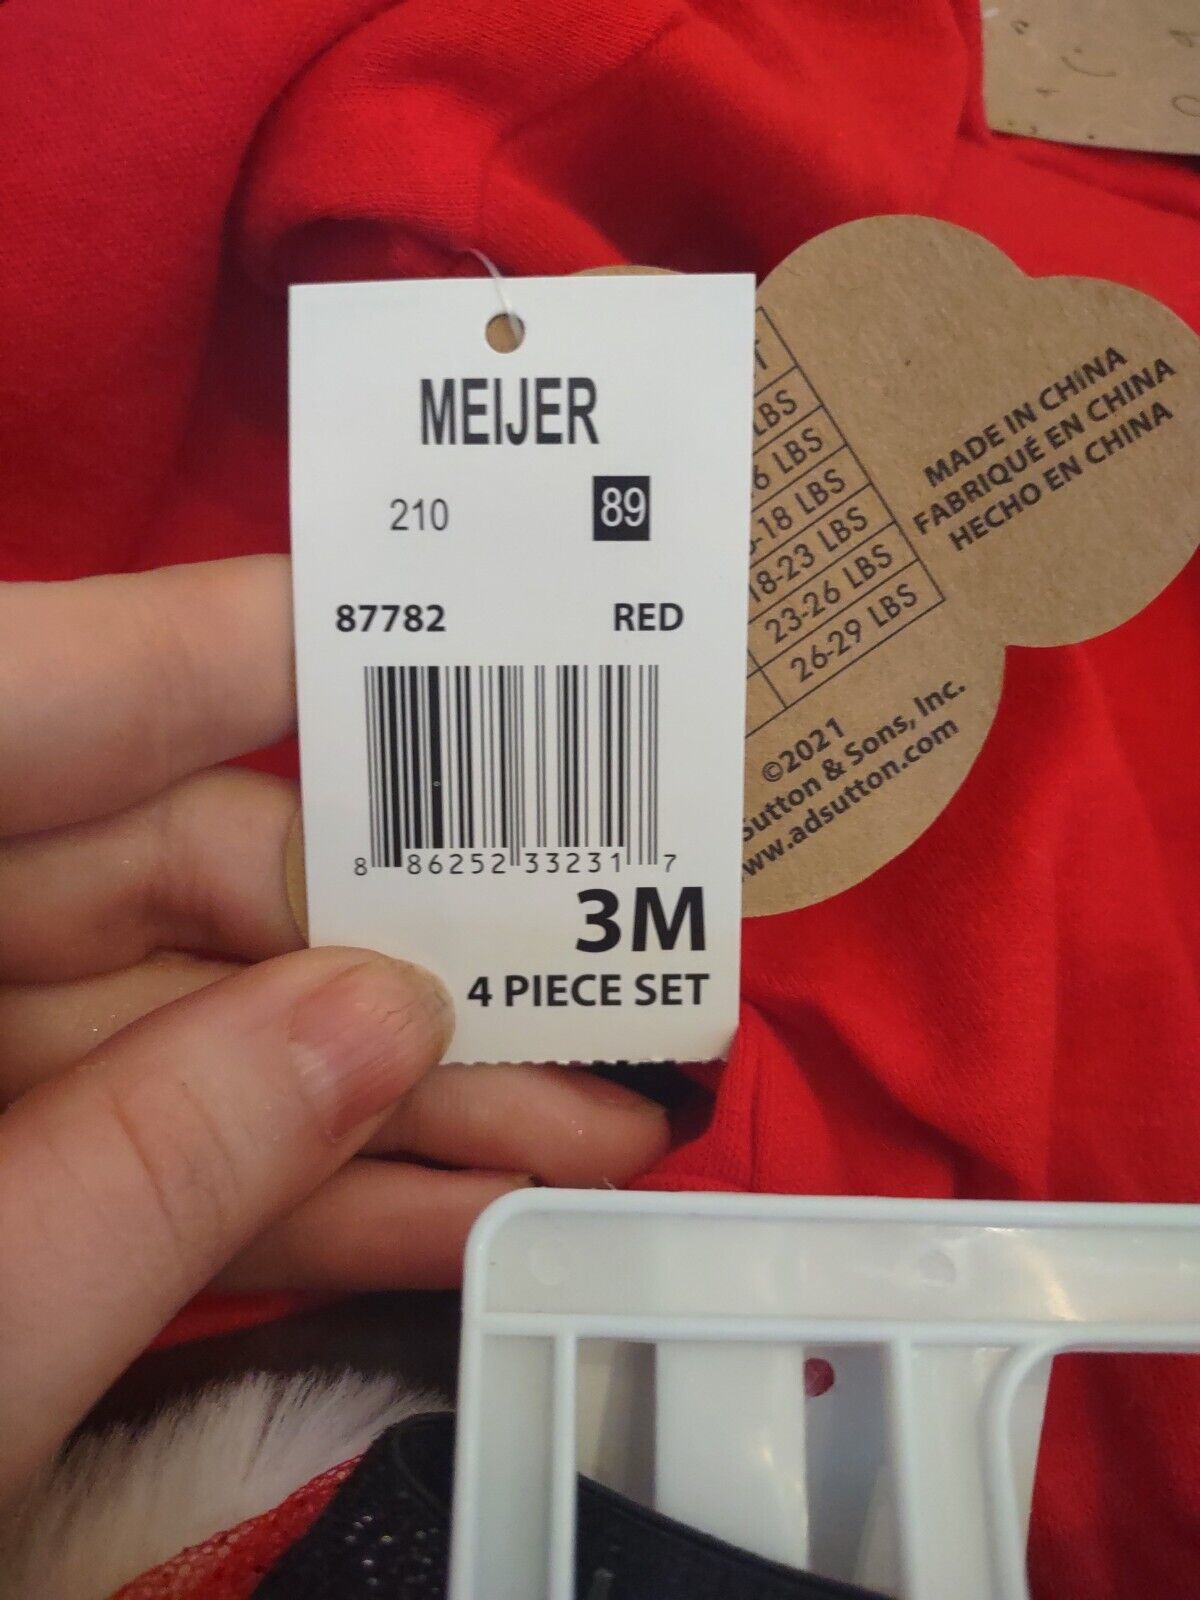 MEIJER
210 89
87782 RED
8 86252 33231 7
3M
4 PIECE SET
LBS
6 LBS
-18 LBS
18-23 LBS
23-26 LBS
26-29 LBS
MADE IN CHINA
FABRIQUÉ EN CHINA
HECHO EN CHINA
©2021
Sutton & Sons, Inc.
www.adsutton.com